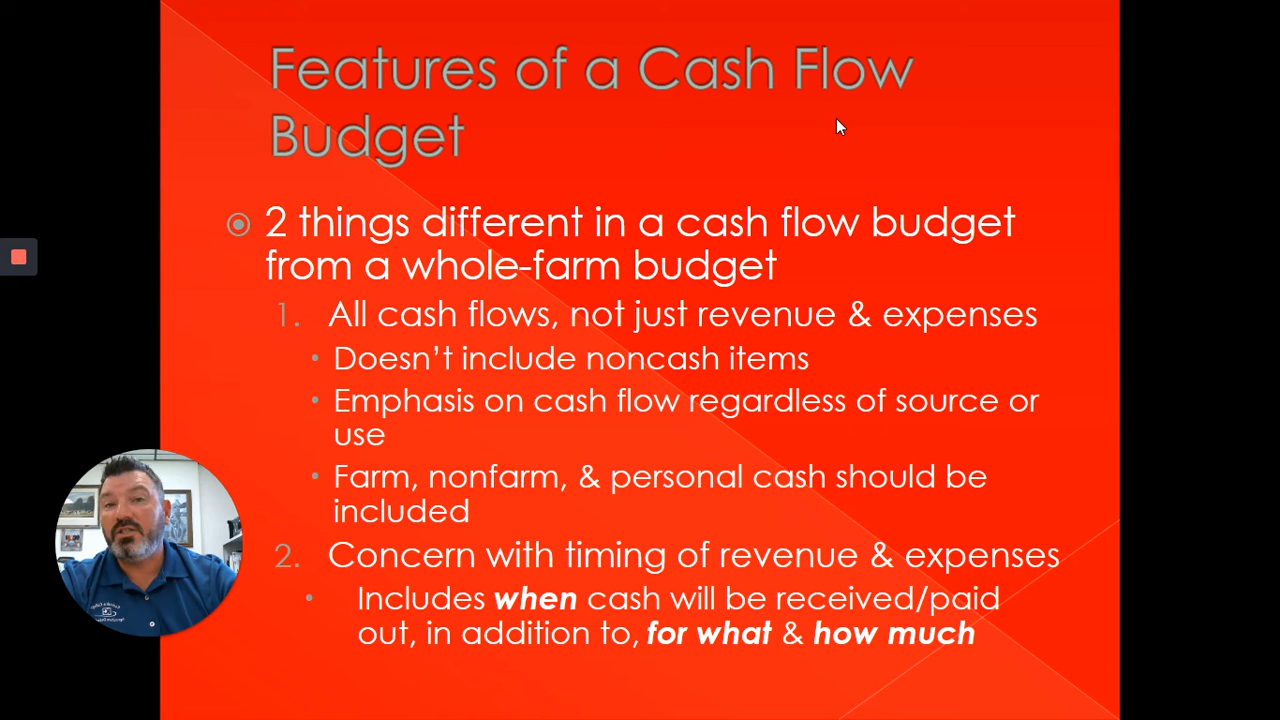 Features of a Cash Flow
Budget
2 things different in a cash flow budget
from a whole-farm budget
1. All cash flows, not just revenue & expenses
• Doesn't include noncash items
• Emphasis on cash flow regardless of source or
use
• Farm, nonfarm, & personal cash should be
included
2. Concern with timing of revenue & expenses
• Includes when cash will be received/paid
out, in addition to, for what & how much